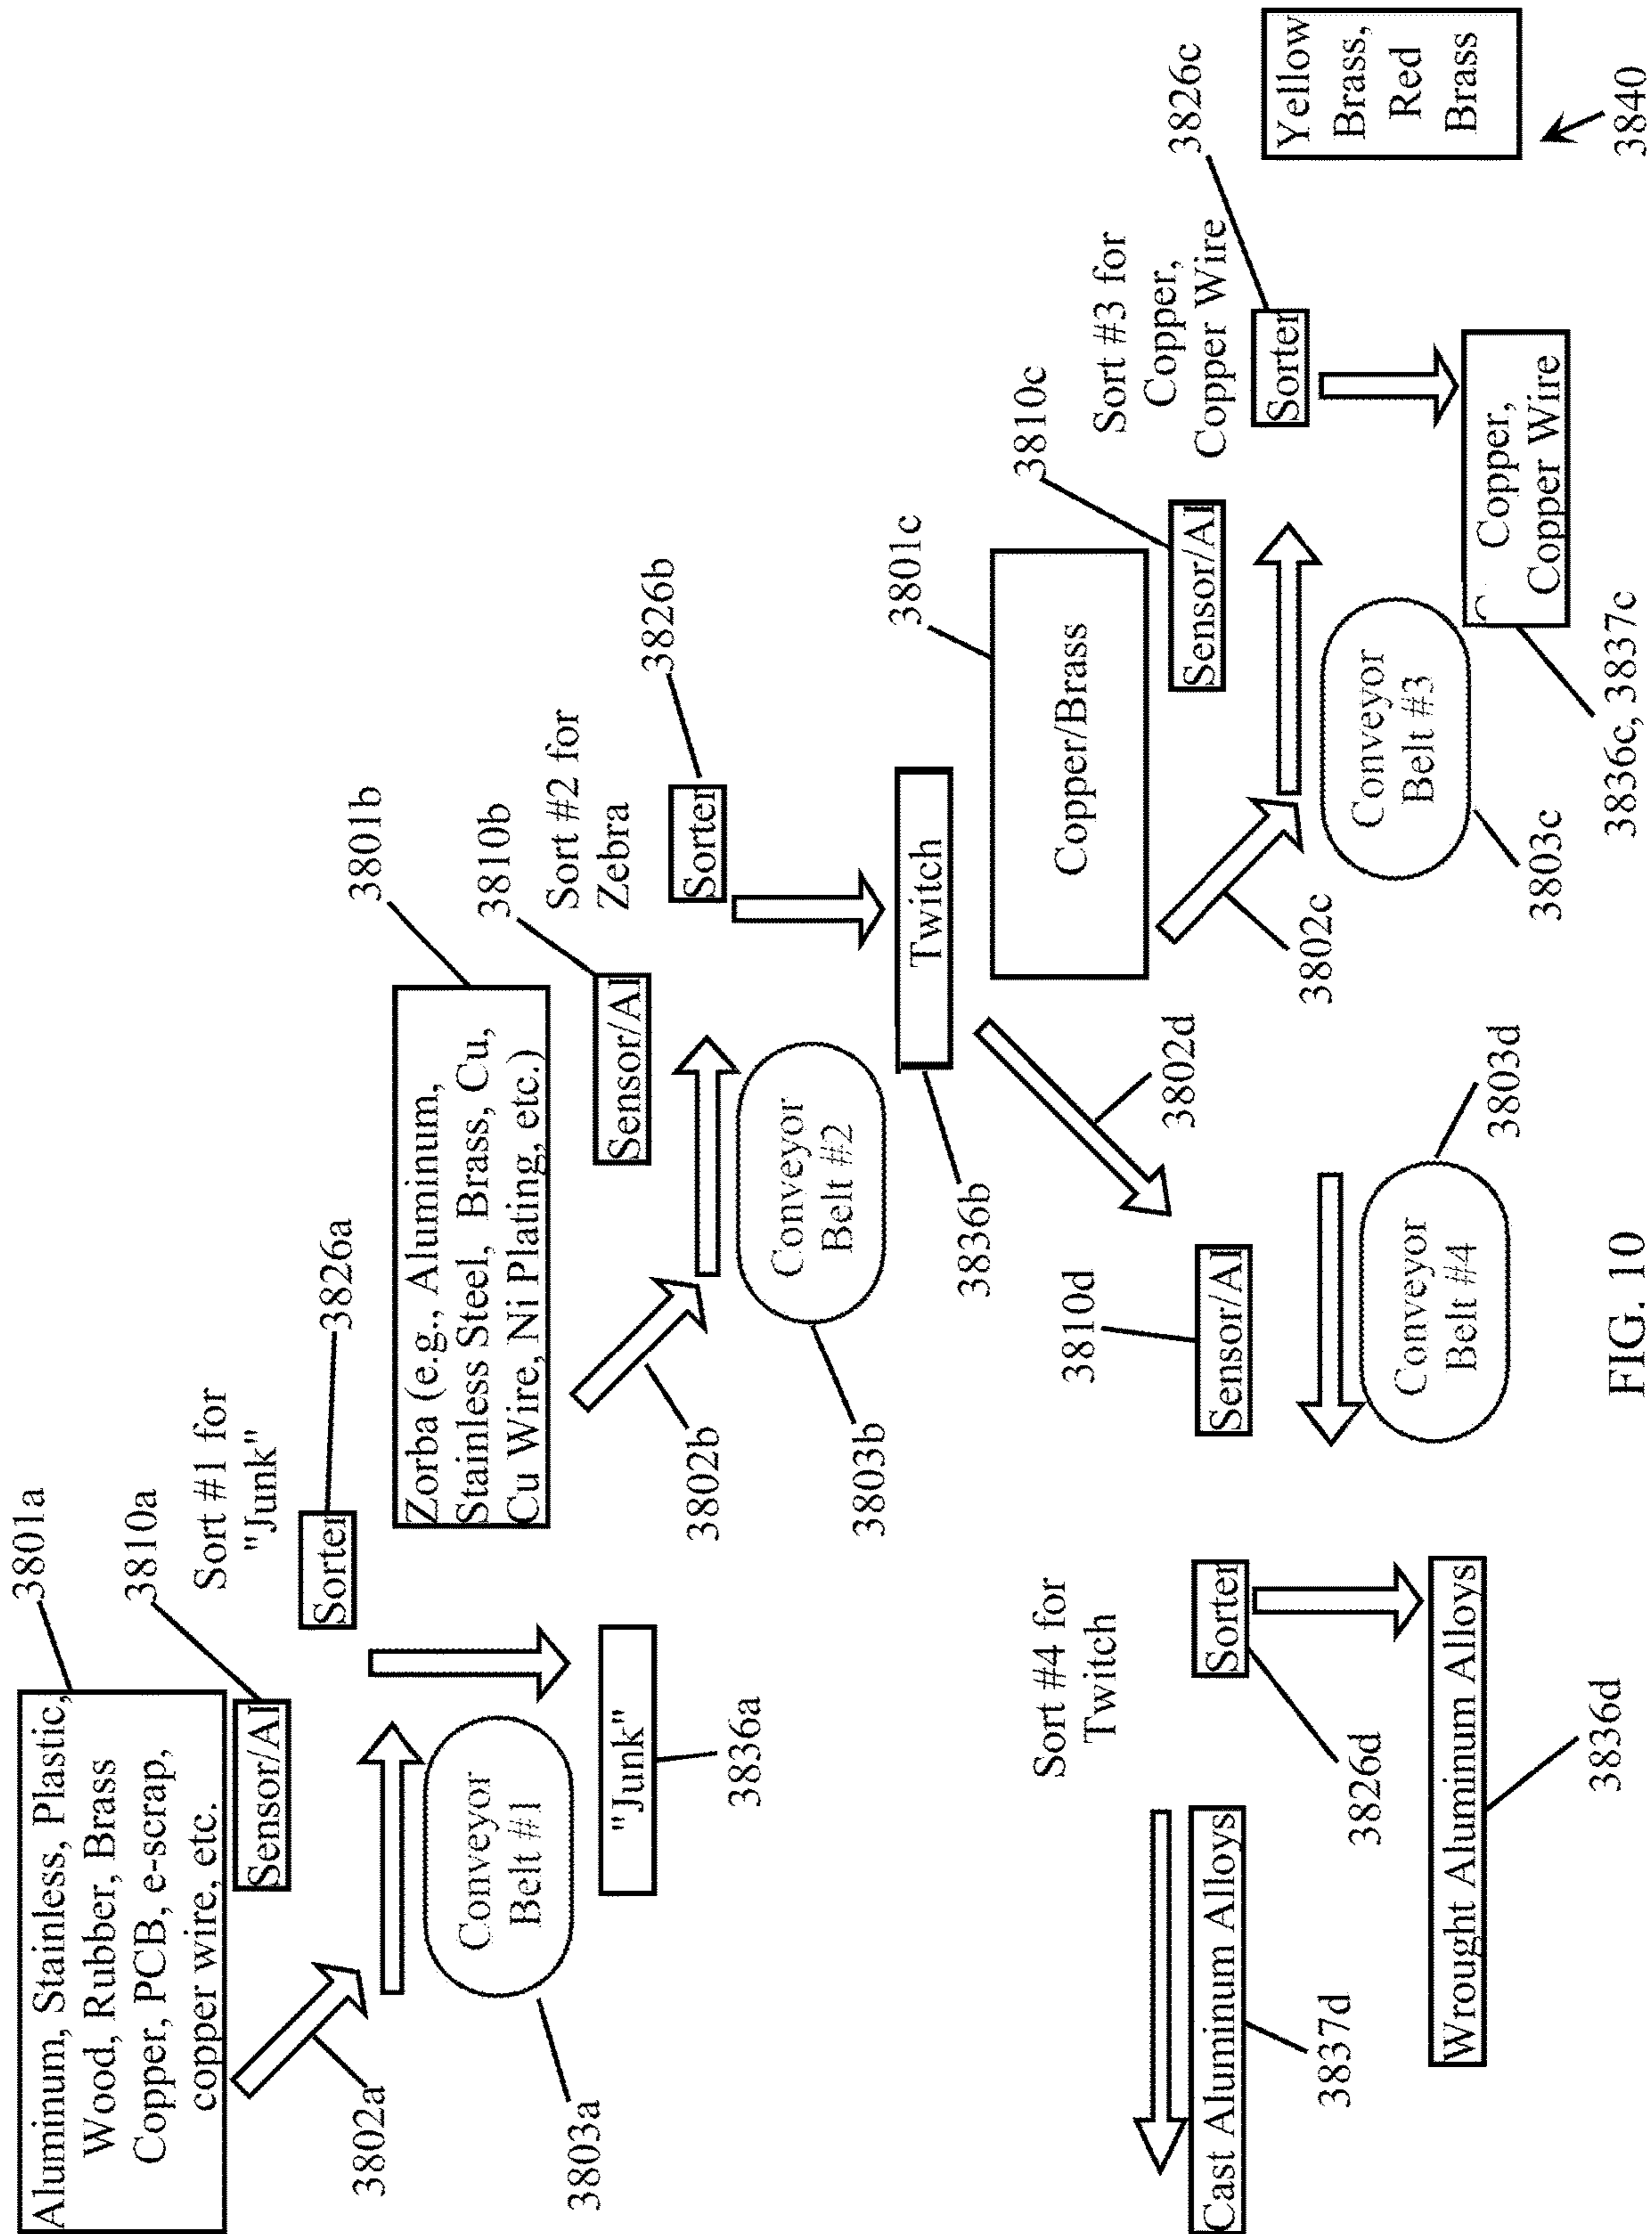 3801a
Aluminum, Stainless, Plastic,
Wood, Rubber, Brass
Copper, PCB, e-scrap,
copper wire, etc.
3810a
Sensor/AI
Sort #1 for
"Junk"
3826a
Sorter
3802a
Conveyor
Belt #1
3803a
"Junk"
3836a
3801b
Zorba (e.g., Aluminum,
Stainless Steel, Brass, Cu,
Cu Wire, Ni Plating, etc.)
3810b
Sensor/AI
Sort #2 for
Zebra
3826b
Sorter
3802b
Conveyor
Belt #2
3803b
Twitch
3836b
3801c
Copper/Brass
3810c
Sensor/AI
Sort #3 for
Copper,
Copper Wire
3826c
Sorter
3802c
Conveyor
Belt #3
3803c
Copper,
Copper Wire
3836c, 3837c
Yellow
Brass,
Red
Brass
3840
3802d
3810d
Sensor/AI
Conveyor
Belt #4
3803d
Sort #4 for
Twitch
Sorter
3826d
Cast Aluminum Alloys
3837d
Wrought Aluminum Alloys
3836d
FIG. 10